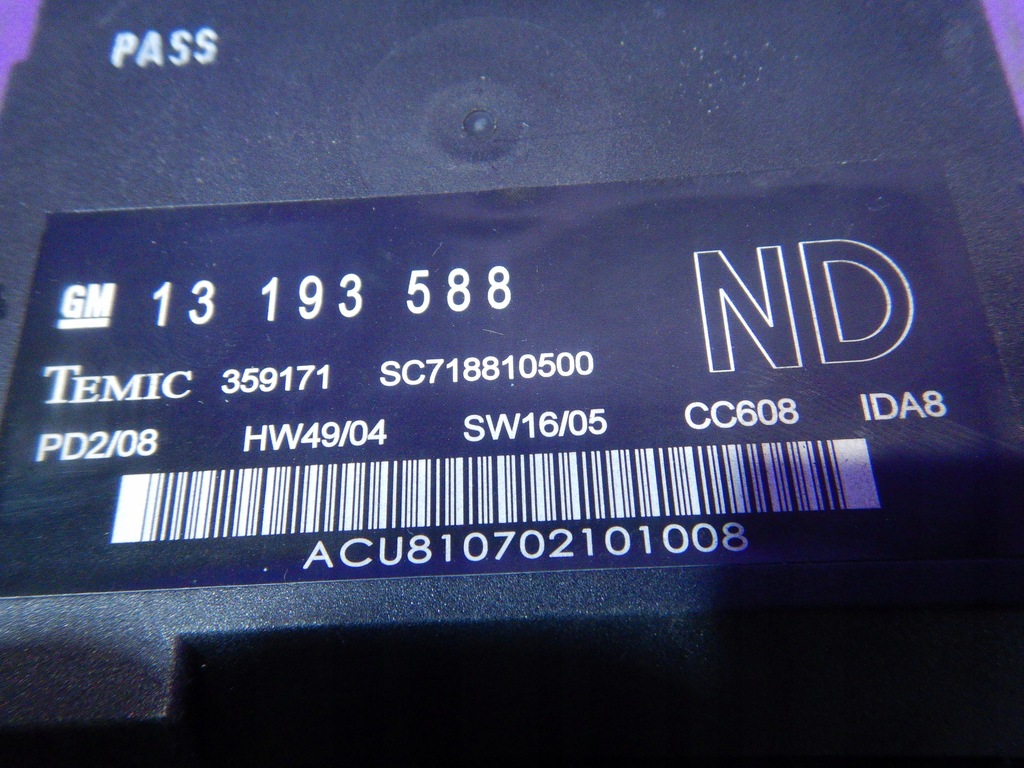 PASS
GM 13 193 588 ND
TEMIC 359171 SC718810500
PD2/08 HW49/04 SW16/05 CC608 IDA8
ACU810702101008